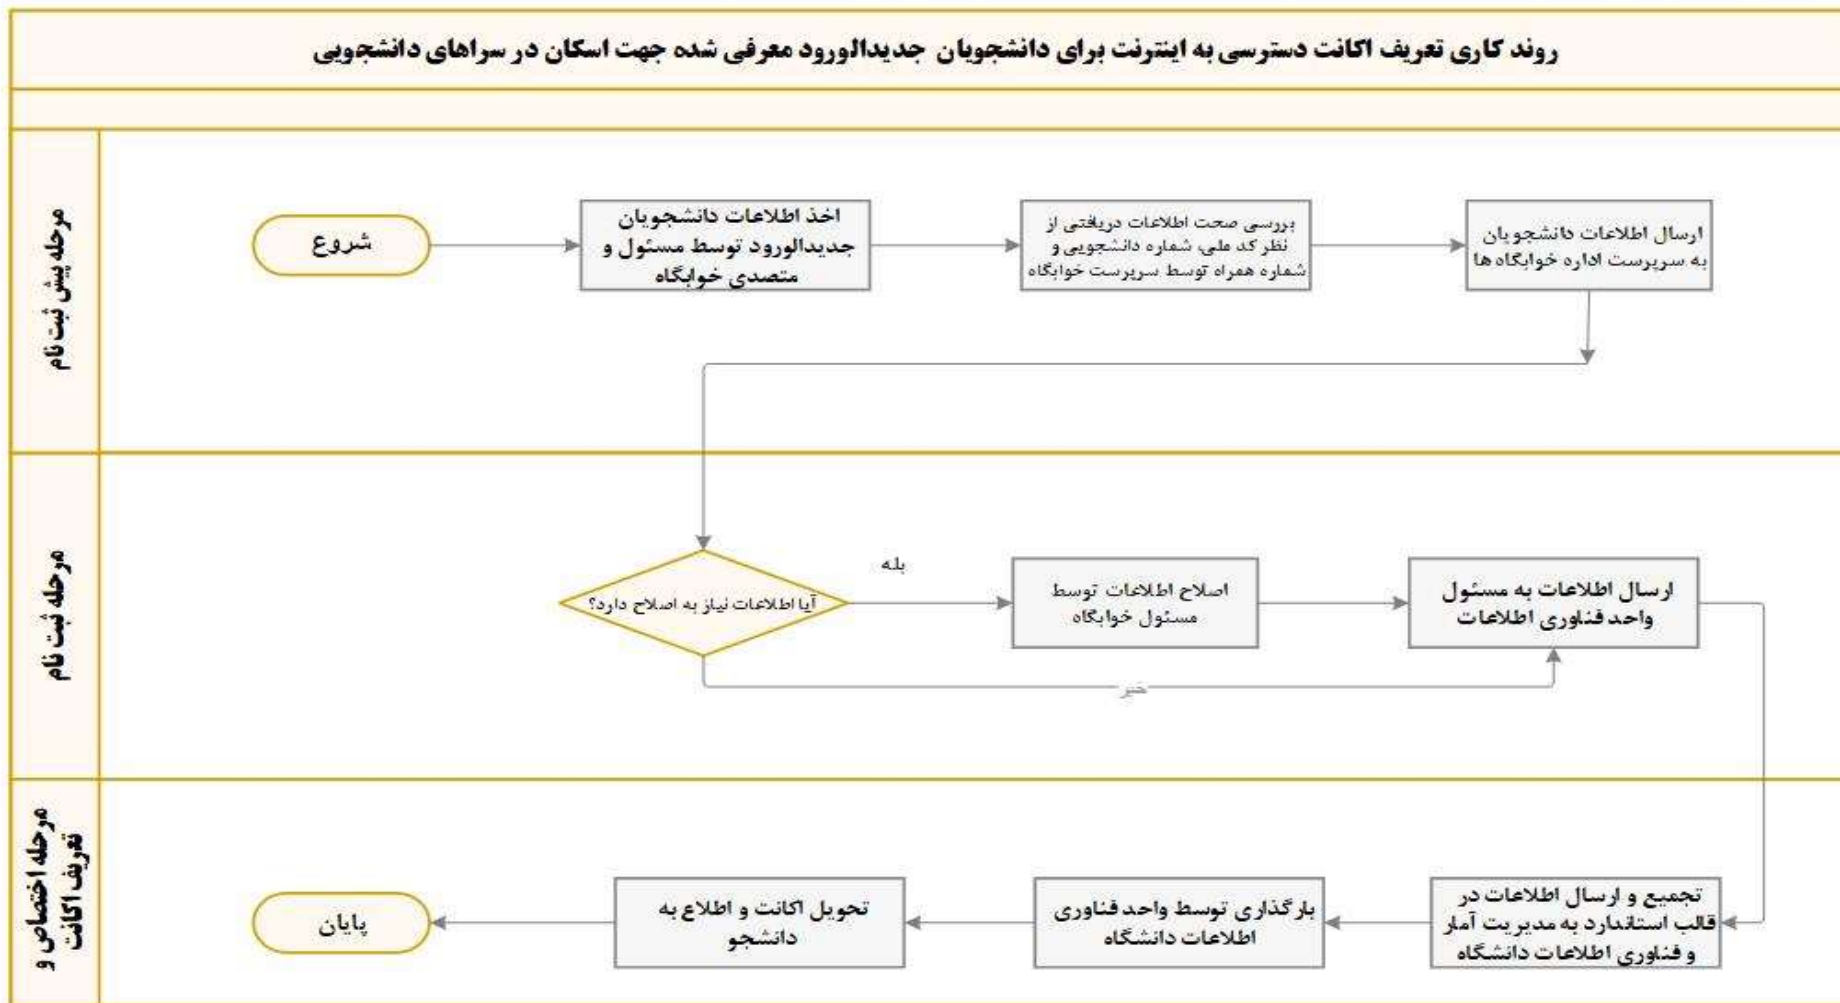 روند کاری تعریف اکانت دسترسی به اینترنت برای دانشجویان جدیدالورود معرفی شده جهت اسکان در سراهای دانشجویی
مرحله پیش ثبت نام
شروع
اخذ اطلاعات دانشجویان
جدیدالورود توسط مسئول و
متصدی خوابگاه
بررسی صحت اطلاعات دریافتی از
نظر کد ملی، شماره دانشجویی و
شماره همراه توسط سرپرست خوابگاه
ارسال اطلاعات دانشجویان
به سرپرست اداره خوابگاه ها
مرحله ثبت نام
آیا اطلاعات نیاز به اصلاح دارد؟
بله
اصلاح اطلاعات توسط
مسئول خوابگاه
ارسال اطلاعات به مسئول
واحد فناوری اطلاعات
خیر
مرحله اختصاص و
تعریف اکانت
تجمیع و ارسال اطلاعات در
قالب استاندارد به مدیریت آمار
و فناوری اطلاعات دانشگاه
بارگذاری توسط واحد فناوری
اطلاعات دانشگاه
تحویل اکانت و اطلاع به
دانشجو
پایان